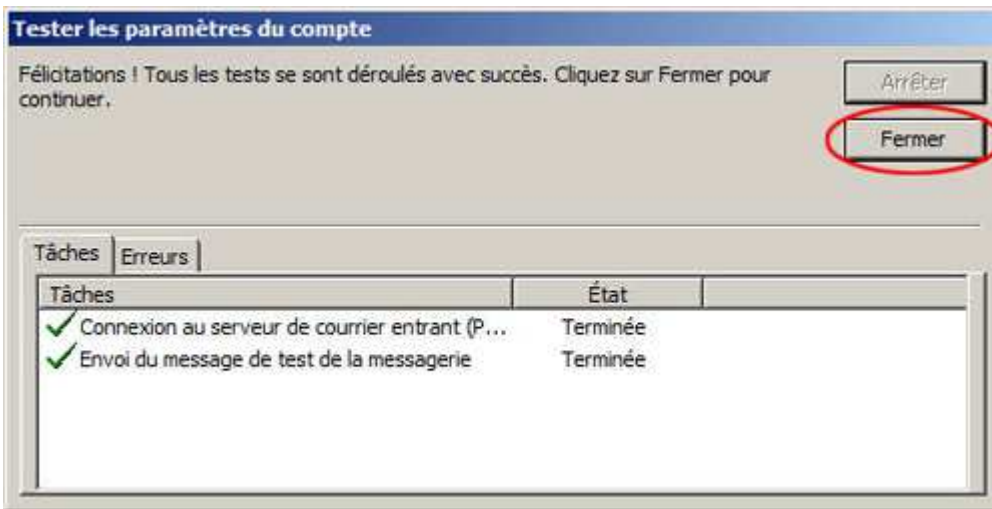 Tester les paramètres du compte
Félicitations ! Tous les tests se sont déroulés avec succès. Cliquez sur Fermer pour
continuer.
Arrêter
Fermer
Tâches Erreurs
Tâches État
Connexion au serveur de courrier entrant (P... Terminée
Envoi du message de test de la messagerie Terminée